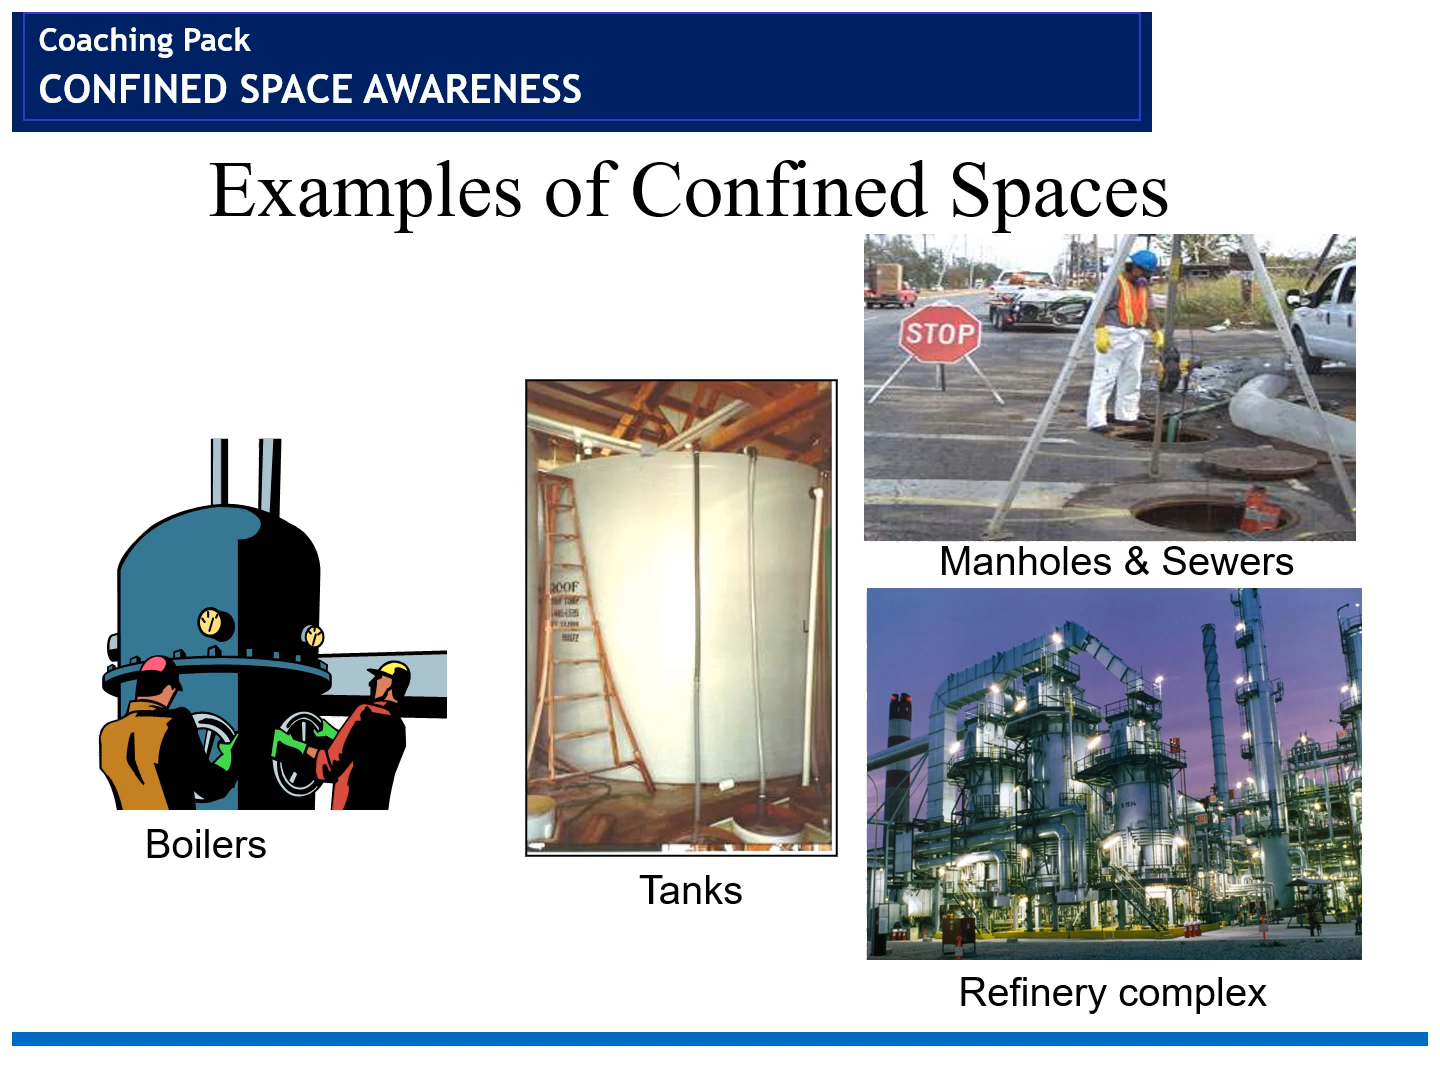 Coaching Pack
CONFINED SPACE AWARENESS
Examples of Confined Spaces
STOP
Manholes & Sewers
Boilers
Tanks
Refinery complex